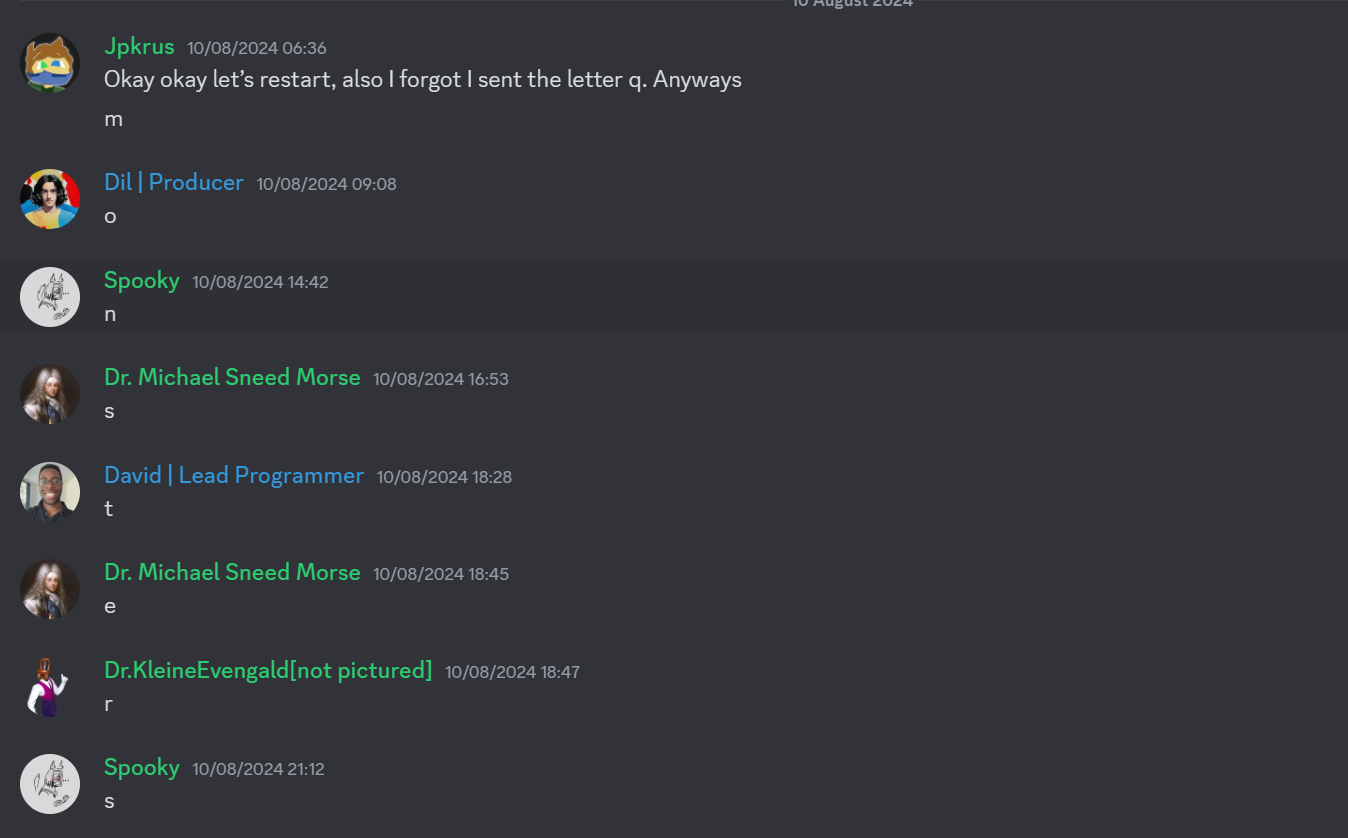 10 August 2024
Jpkrus 10/08/2024 06:36
Okay okay let’s restart, also I forgot I sent the letter q. Anyways
m
Dil | Producer 10/08/2024 09:08
o
Spooky 10/08/2024 14:42
n
Dr. Michael Sneed Morse 10/08/2024 16:53
s
David | Lead Programmer 10/08/2024 18:28
t
Dr. Michael Sneed Morse 10/08/2024 18:45
e
Dr.KleineEvengald[not pictured] 10/08/2024 18:47
r
Spooky 10/08/2024 21:12
s